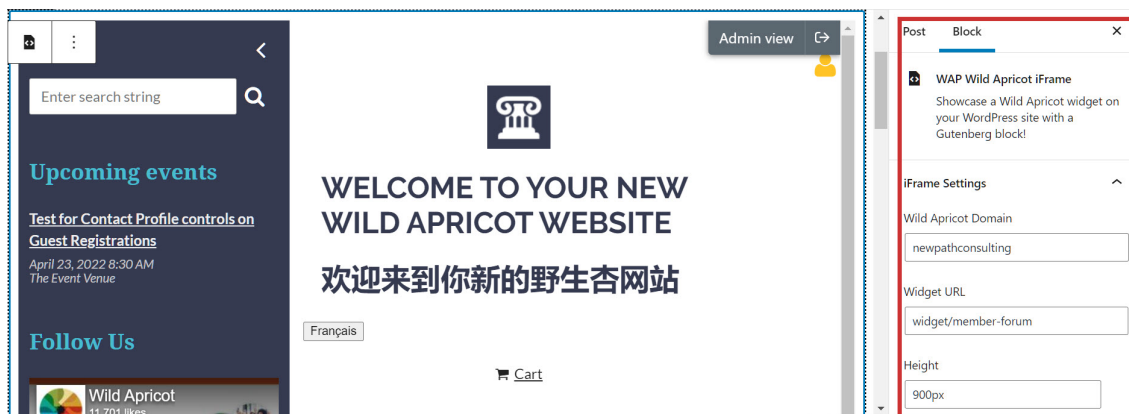 Enter search string
Upcoming events
Test for Contact Profile controls on
Guest Registrations
April 23, 2022 8:30 AM
The Event Venue
Follow Us
Wild Apricot
11,701 likes
Admin view
WELCOME TO YOUR NEW
WILD APRICOT WEBSITE
欢迎来到你新的野生杏网站
Français
Cart
Post Block
WAP Wild Apricot iFrame
Showcase a Wild Apricot widget on
your WordPress site with a
Gutenberg block!
iFrame Settings
Wild Apricot Domain
newpathconsulting
Widget URL
widget/member-forum
Height
900px